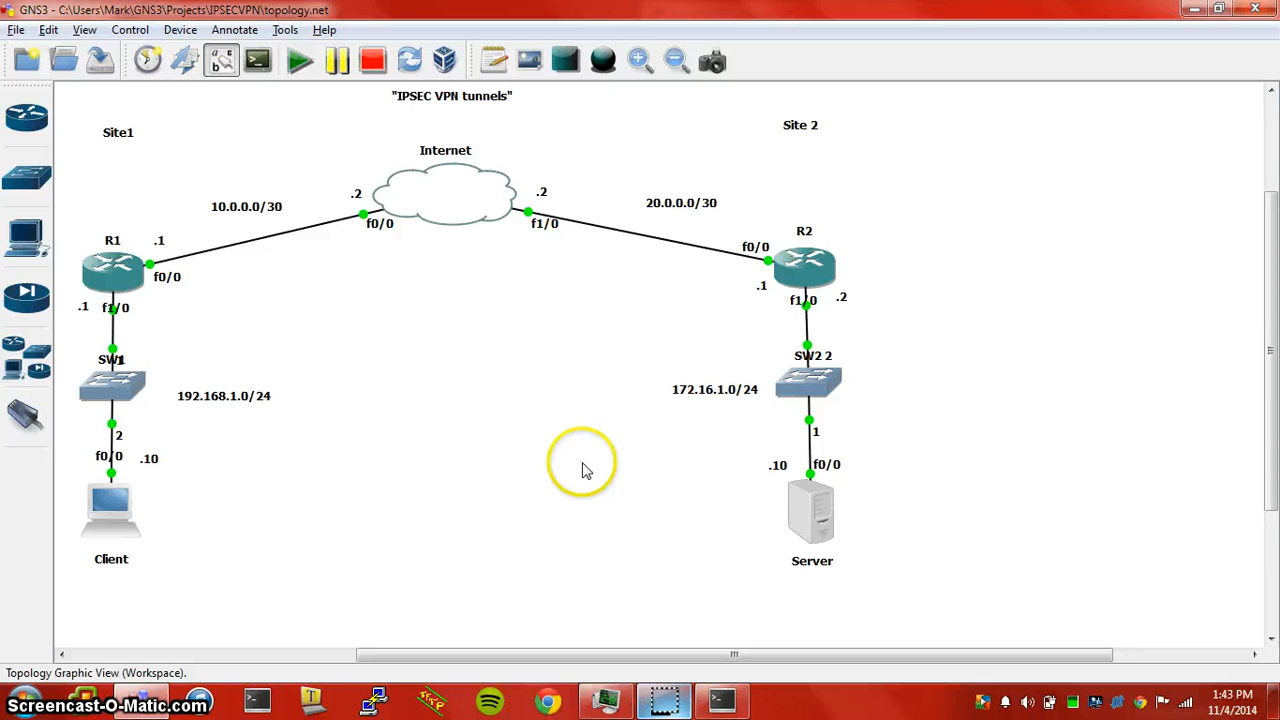 GNS3 - C:\Users\Mark\GNS3\Projects\IPSECVPN\topology.net
File Edit View Control Device Annotate Tools Help
"IPSEC VPN tunnels"
Site1
Site 2
Internet
.2
.2
10.0.0.0/30
20.0.0.0/30
f0/0
f1/0
R1
.1
f0/0
R2
f0/0
.1
.1
f1/0
f1/0
.2
SW1
SW2 2
192.168.1.0/24
172.16.1.0/24
2
1
f0/0
.10
.10
f0/0
Client
Server
Topology Graphic View (Workspace).
Screencast-O-Matic.com
1:43 PM
11/4/2014